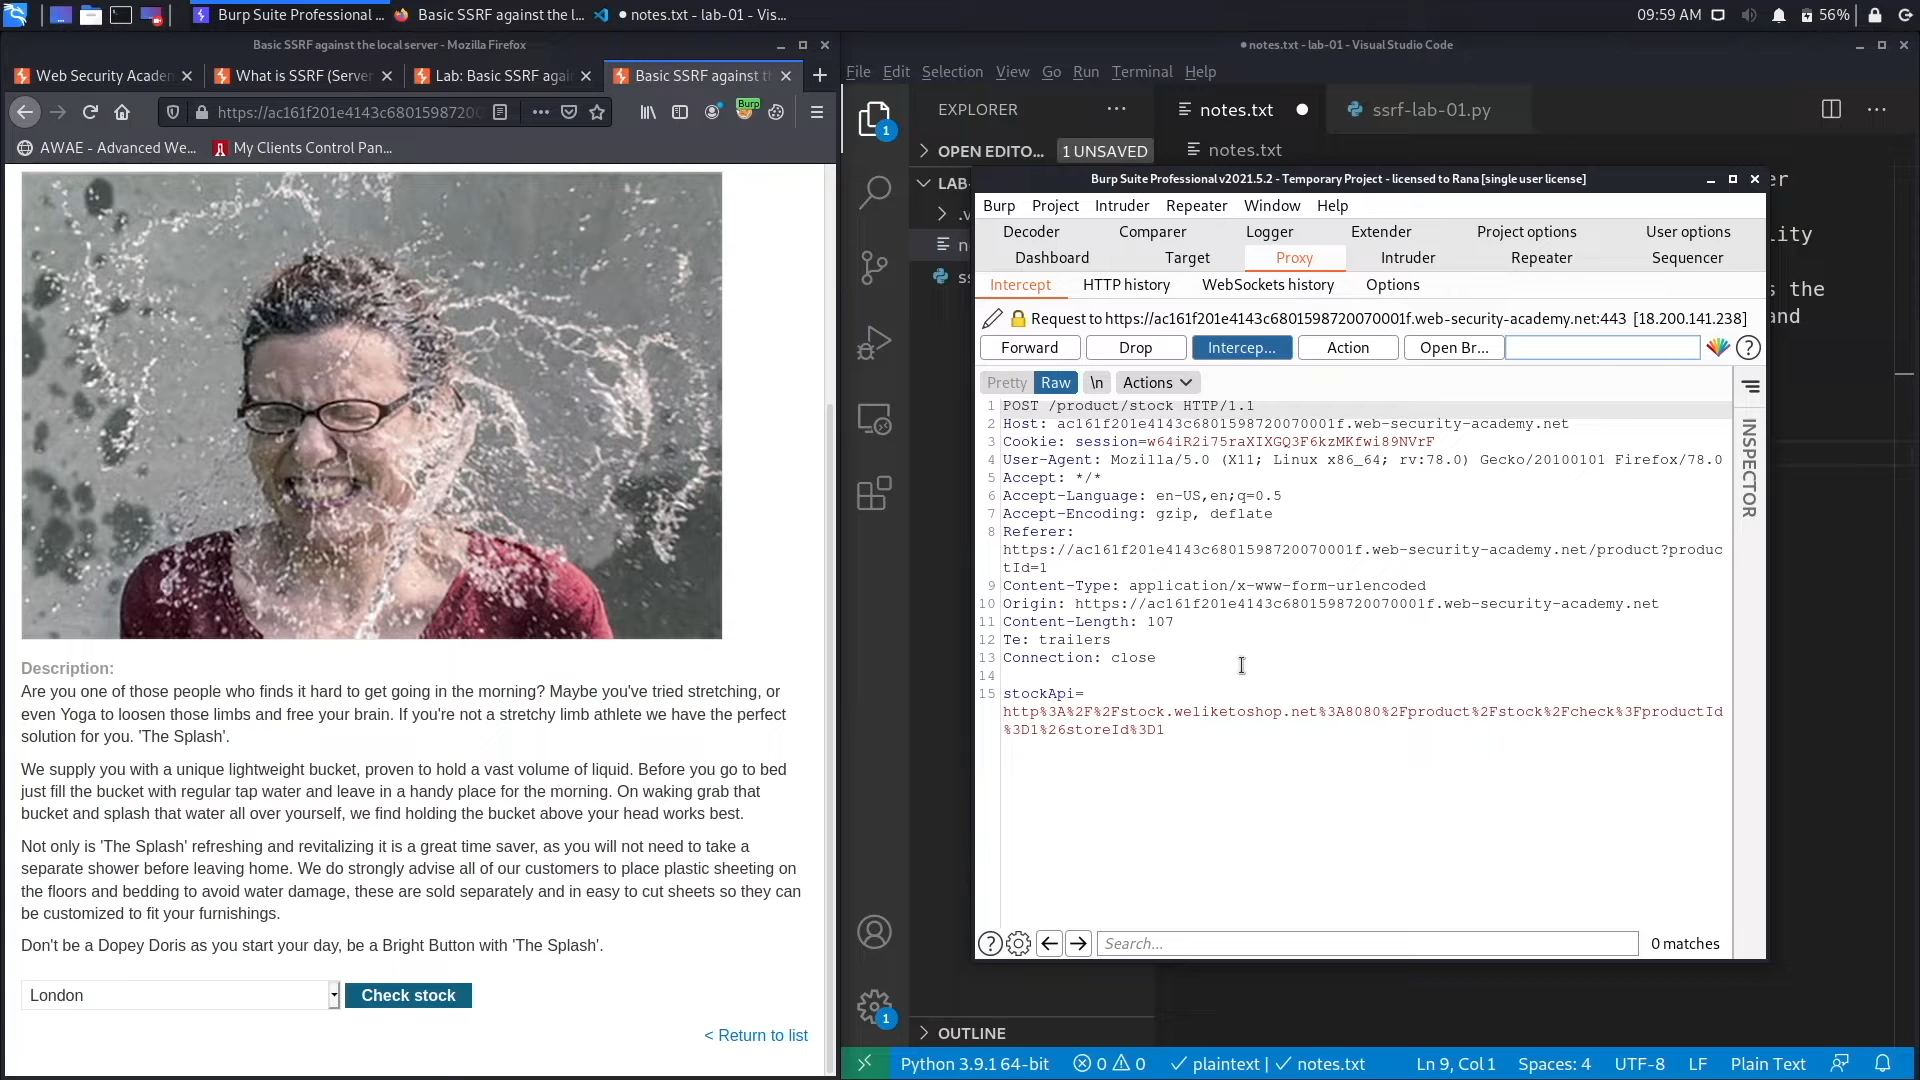 Burp Suite Professional ...
Basic SSRF against the l...
● notes.txt - lab-01 - Vis...
09:59 AM
56%
Basic SSRF against the local server - Mozilla Firefox
Web Security Academ
What is SSRF (Server
Lab: Basic SSRF agai
Basic SSRF against t
https://ac161f201e4143c68015987200
Burp
AWAE - Advanced We...
My Clients Control Pan...
Description:
Are you one of those people who finds it hard to get going in the morning? Maybe you've tried stretching, or
even Yoga to loosen those limbs and free your brain. If you're not a stretchy limb athlete we have the perfect
solution for you. 'The Splash'.
We supply you with a unique lightweight bucket, proven to hold a vast volume of liquid. Before you go to bed
just fill the bucket with regular tap water and leave in a handy place for the morning. On waking grab that
bucket and splash that water all over yourself, we find holding the bucket above your head works best.
Not only is 'The Splash' refreshing and revitalizing it is a great time saver, as you will not need to take a
separate shower before leaving home. We do strongly advise all of our customers to place plastic sheeting on
the floors and bedding to avoid water damage, these are sold separately and in easy to cut sheets so they can
be customized to fit your furnishings.
Don't be a Dopey Doris as you start your day, be a Bright Button with 'The Splash'.
London
Check stock
< Return to list
● notes.txt - lab-01 - Visual Studio Code
File Edit Selection View Go Run Terminal Help
1
EXPLORER
notes.txt
ssrf-lab-01.py
OPEN EDITO...
1 UNSAVED
notes.txt
LAB-
er
ity
s the
and
Burp Suite Professional v2021.5.2 - Temporary Project - licensed to Rana [single user license]
Burp Project Intruder Repeater Window Help
Decoder Comparer Logger Extender Project options User options
Dashboard Target Proxy Intruder Repeater Sequencer
Intercept HTTP history WebSockets history Options
Request to https://ac161f201e4143c6801598720070001f.web-security-academy.net:443 [18.200.141.238]
Forward Drop Intercep... Action Open Br...
Pretty Raw \n Actions
INSPECTOR
1 POST /product/stock HTTP/1.1
2 Host: ac161f201e4143c6801598720070001f.web-security-academy.net
3 Cookie: session=w64iR2i75raXIXGQ3F6kzMKfwi89NVrF
4 User-Agent: Mozilla/5.0 (X11; Linux x86_64; rv:78.0) Gecko/20100101 Firefox/78.0
5 Accept: */*
6 Accept-Language: en-US,en;q=0.5
7 Accept-Encoding: gzip, deflate
8 Referer:
https://ac161f201e4143c6801598720070001f.web-security-academy.net/product?produc
tId=1
9 Content-Type: application/x-www-form-urlencoded
10 Origin: https://ac161f201e4143c6801598720070001f.web-security-academy.net
11 Content-Length: 107
12 Te: trailers
13 Connection: close
14
15 stockApi=
http%3A%2F%2Fstock.weliketoshop.net%3A8080%2Fproduct%2Fstock%2Fcheck%3FproductId
%3D1%26storeId%3D1
Search...
0 matches
1
OUTLINE
Python 3.9.1 64-bit
0
0
plaintext |
notes.txt
Ln 9, Col 1
Spaces: 4
UTF-8
LF
Plain Text